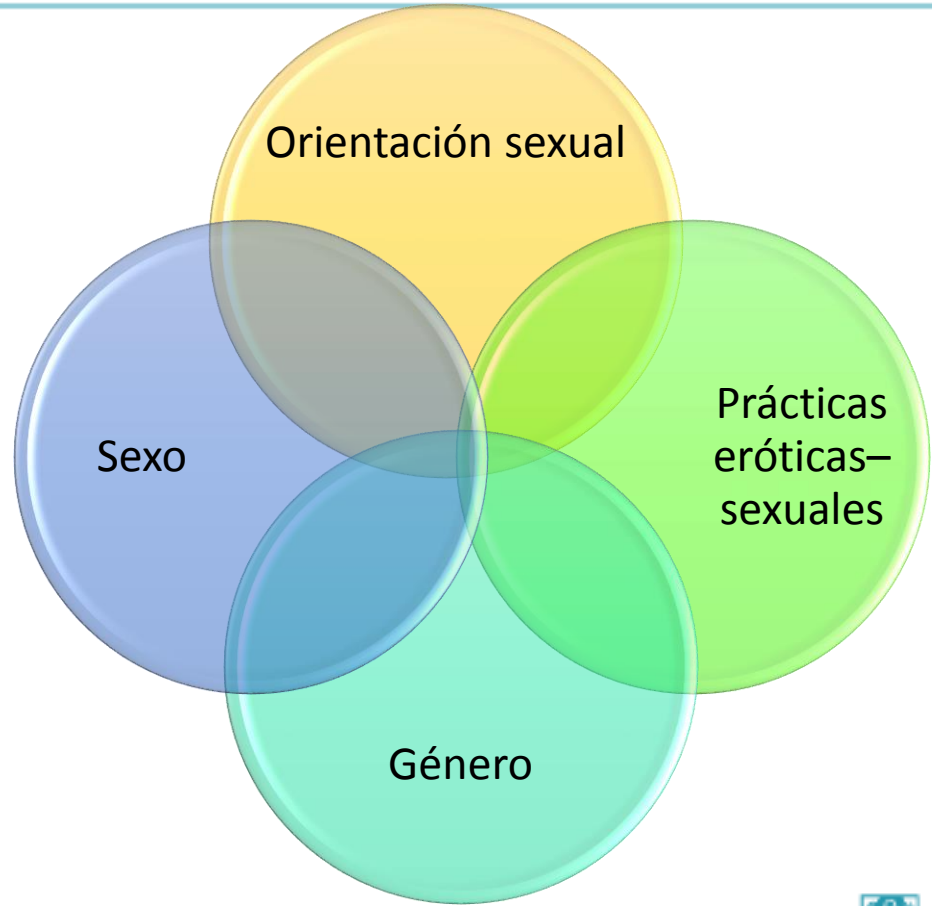 Orientación sexual
Sexo
Prácticas
eróticas–
sexuales
Género